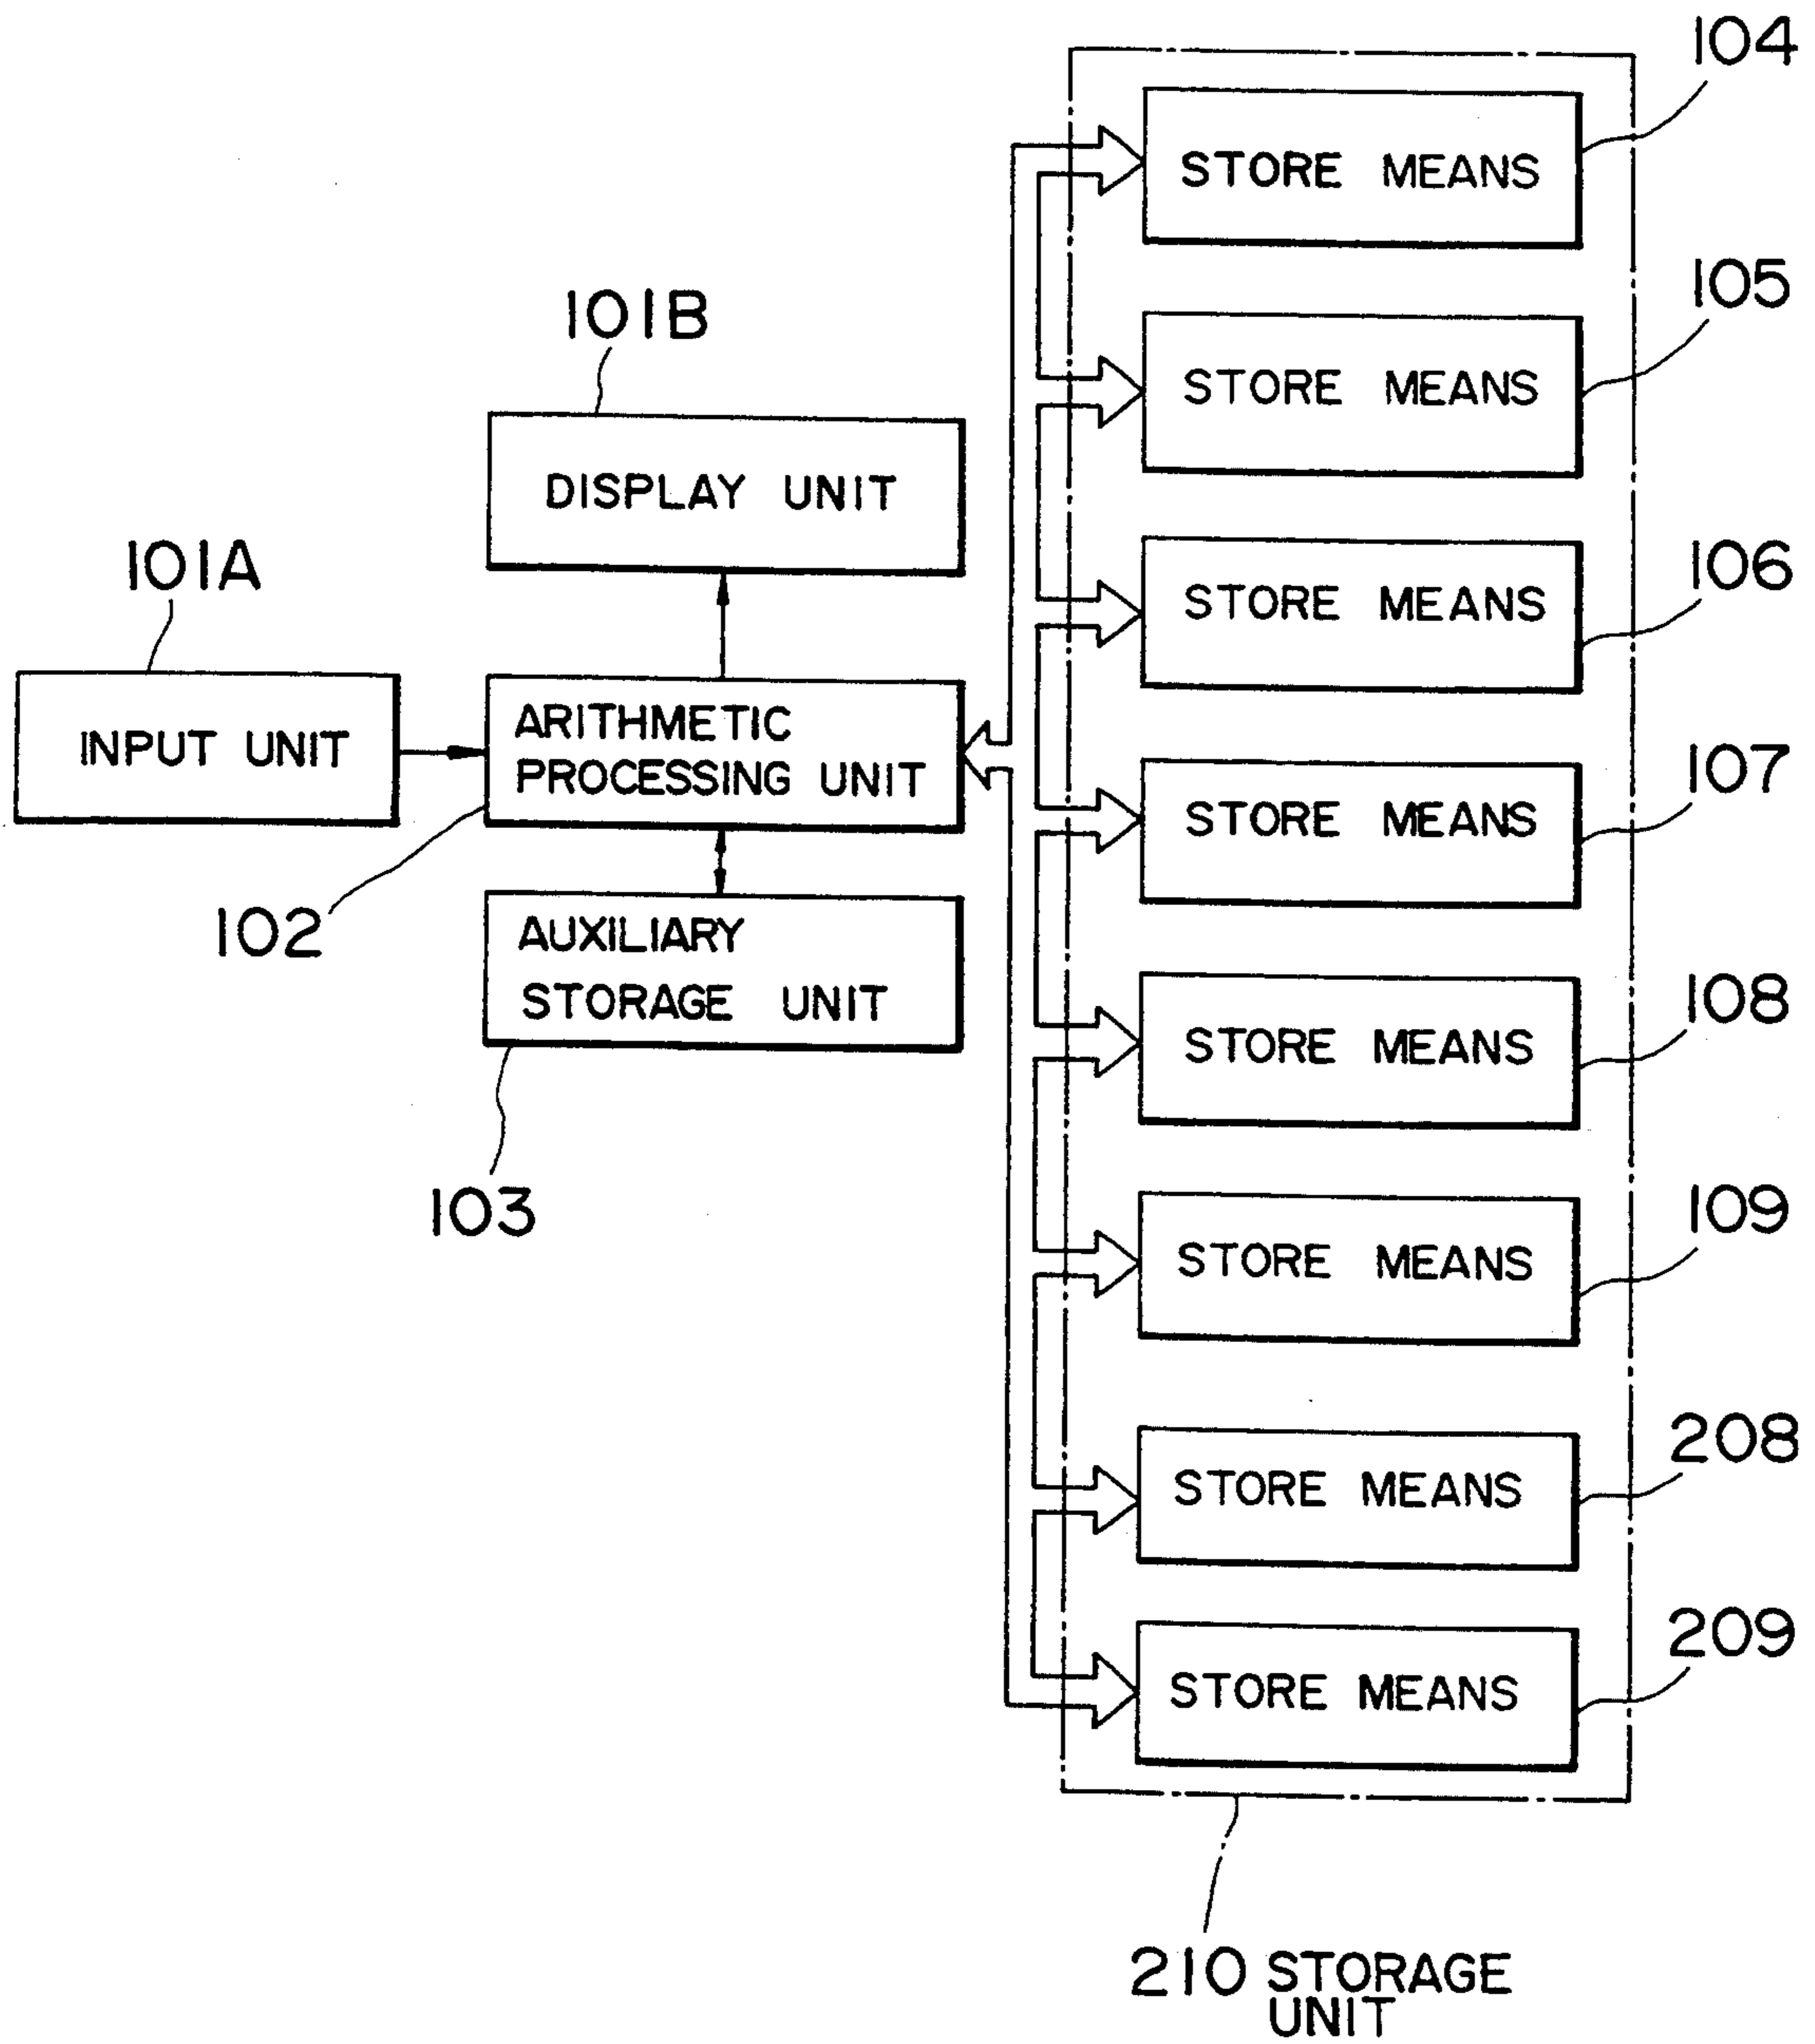 104
STORE MEANS
105
STORE MEANS
101B
DISPLAY UNIT
106
STORE MEANS
101A
INPUT UNIT
ARITHMETIC
PROCESSING UNIT
102
107
STORE MEANS
AUXILIARY
STORAGE UNIT
103
108
STORE MEANS
109
STORE MEANS
208
STORE MEANS
209
STORE MEANS
210 STORAGE
UNIT